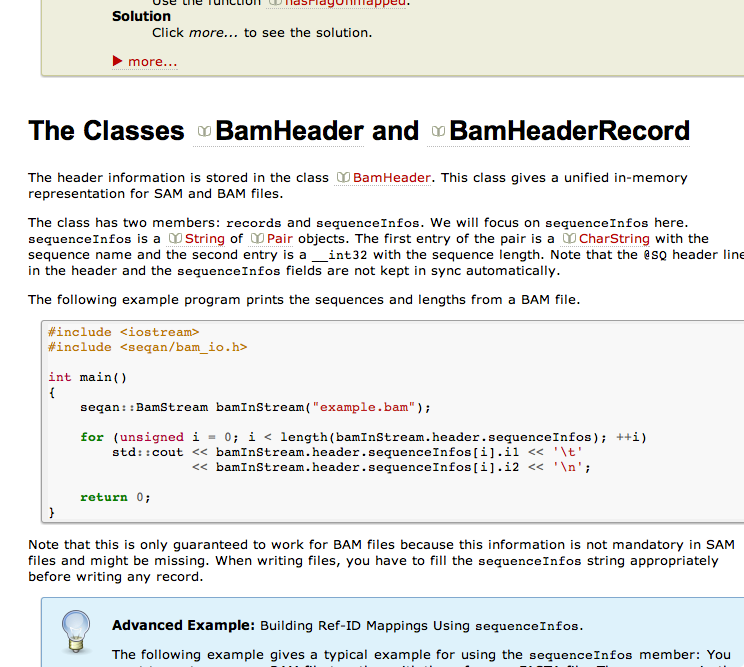 Use the function hasFlagUnmapped.
Solution
Click more... to see the solution.
more...
The Classes BamHeader and BamHeaderRecord
The header information is stored in the class BamHeader. This class gives a unified in-memory
representation for SAM and BAM files.
The class has two members: records and sequenceInfos. We will focus on sequenceInfos here.
sequenceInfos is a String of Pair objects. The first entry of the pair is a CharString with the
sequence name and the second entry is a __int32 with the sequence length. Note that the @SQ header line
in the header and the sequenceInfos fields are not kept in sync automatically.
The following example program prints the sequences and lengths from a BAM file.
#include <iostream>
#include <seqan/bam_io.h>
int main()
{
    seqan::BamStream bamInStream("example.bam");
    for (unsigned i = 0; i < length(bamInStream.header.sequenceInfos); ++i)
        std::cout << bamInStream.header.sequenceInfos[i].i1 << '\t'
                  << bamInStream.header.sequenceInfos[i].i2 << '\n';
    return 0;
}
Note that this is only guaranteed to work for BAM files because this information is not mandatory in SAM
files and might be missing. When writing files, you have to fill the sequenceInfos string appropriately
before writing any record.
Advanced Example: Building Ref-ID Mappings Using sequenceInfos.
The following example gives a typical example for using the sequenceInfos member: You